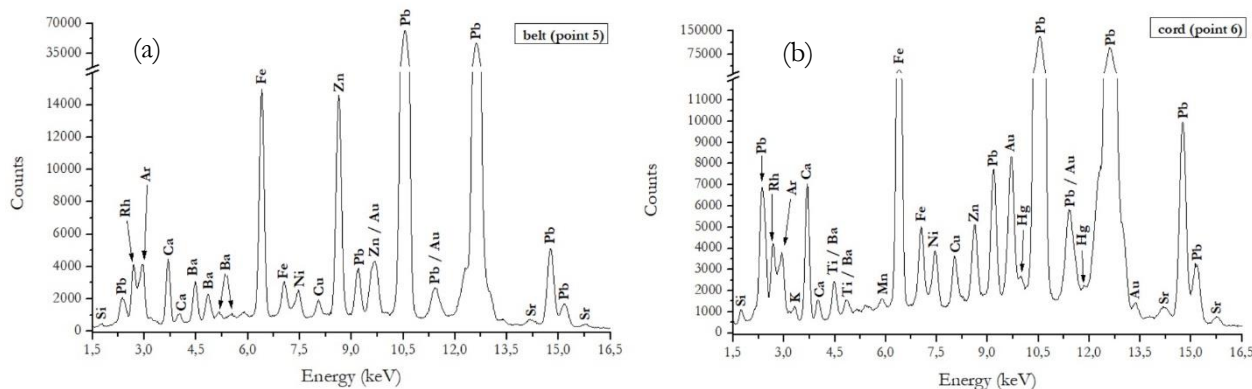 (a)
belt (point 5)
Counts
70000
35000
14000
12000
10000
8000
6000
4000
2000
0
Si
Pb
Rh
Ar
Ca
Ca
Ba
Ba
Ba
Fe
Fe
Ni
Cu
Zn
Pb
Zn / Au
Pb
Pb / Au
Pb
Sr
Pb
Pb
Sr
1,5 3,0 4,5 6,0 7,5 9,0 10,5 12,0 13,5 15,0 16,5
Energy (keV)
(b)
cord (point 6)
Counts
150000
75000
11000
10000
9000
8000
7000
6000
5000
4000
3000
2000
1000
0
Si
Pb
Rh
Ar
K
Ca
Ca
Ti / Ba
Ti / Ba
Mn
Fe
Fe
Ni
Cu
Zn
Pb
Au
Hg
Pb
Pb / Au
Hg
Pb
Au
Sr
Pb
Pb
Sr
1,5 3,0 4,5 6,0 7,5 9,0 10,5 12,0 13,5 15,0 16,5
Energy (keV)